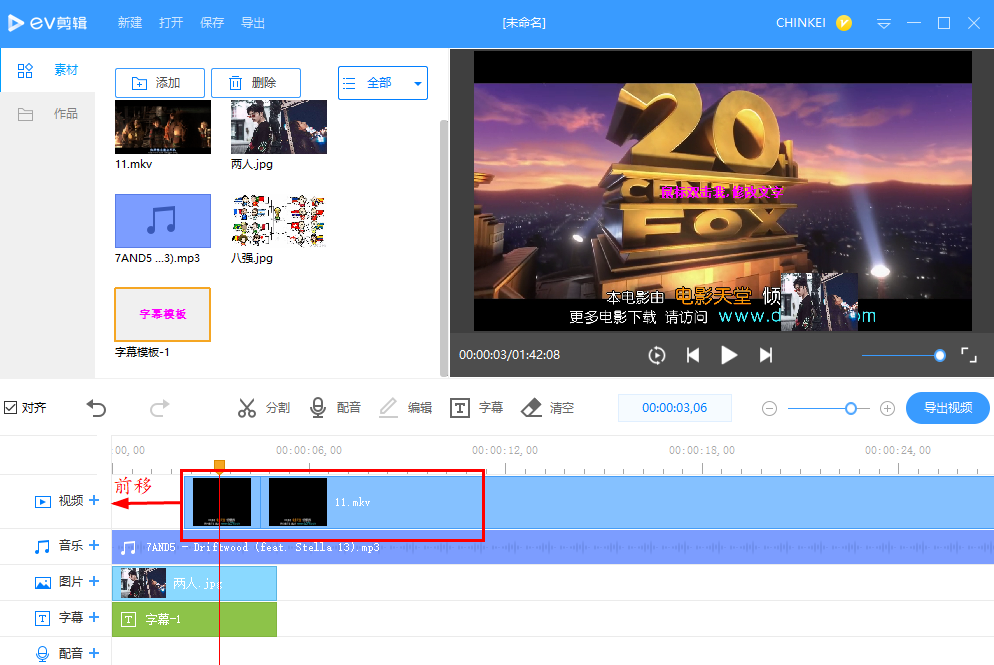 EV剪辑 新建 打开 保存 导出 [未命名] CHINKEI
素材
作品
添加 删除 全部
11.mkv 两人.jpg
7AND5 ...3).mp3 八强.jpg
字幕模板
字幕模板-1
20th
CENTURY
FOX
本电影由 电影天堂 倾
更多电影下载 请访问 www.d
om
00:00:03/01:42:08
对齐 分割 配音 编辑 字幕 清空 00:00:03,06 导出视频
:00,00 00:00:06,00 00:00:12,00 00:00:18,00 00:00:24,00
前移
视频 11.mkv
音乐 7AND5 - Driftwood (feat. Stella 13).mp3
图片 两人.jpg
字幕 字幕-1
配音